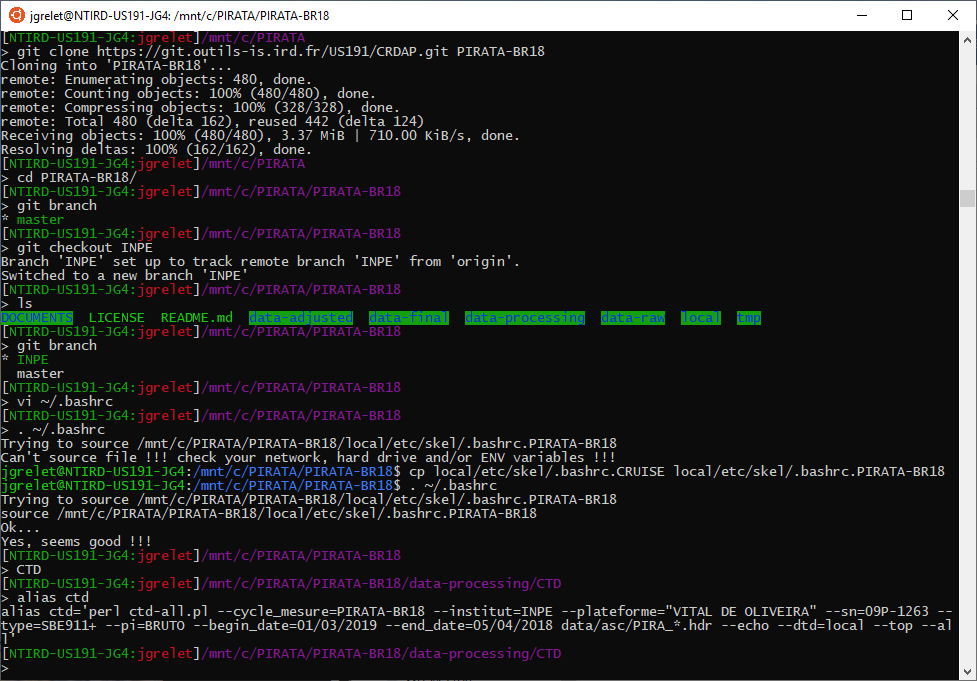 jgrelet@NTIRD-US191-JG4: /mnt/c/PIRATA/PIRATA-BR18
[NTIRD-US191-JG4:jgrelet]/mnt/c/PIRATA
> git clone https://git.outils-is.ird.fr/US191/CRDAP.git PIRATA-BR18
Cloning into 'PIRATA-BR18'...
remote: Enumerating objects: 480, done.
remote: Counting objects: 100% (480/480), done.
remote: Compressing objects: 100% (328/328), done.
remote: Total 480 (delta 162), reused 442 (delta 124)
Receiving objects: 100% (480/480), 3.37 MiB | 710.00 KiB/s, done.
Resolving deltas: 100% (162/162), done.
[NTIRD-US191-JG4:jgrelet]/mnt/c/PIRATA
> cd PIRATA-BR18/
[NTIRD-US191-JG4:jgrelet]/mnt/c/PIRATA/PIRATA-BR18
> git branch
* master
[NTIRD-US191-JG4:jgrelet]/mnt/c/PIRATA/PIRATA-BR18
> git checkout INPE
Branch 'INPE' set up to track remote branch 'INPE' from 'origin'.
Switched to a new branch 'INPE'
[NTIRD-US191-JG4:jgrelet]/mnt/c/PIRATA/PIRATA-BR18
> ls
DOCUMENTS  LICENSE  README.md  data-adjusted  data-final  data-processing  data-raw  local  tmp
[NTIRD-US191-JG4:jgrelet]/mnt/c/PIRATA/PIRATA-BR18
> git branch
* INPE
  master
[NTIRD-US191-JG4:jgrelet]/mnt/c/PIRATA/PIRATA-BR18
> vi ~/.bashrc
[NTIRD-US191-JG4:jgrelet]/mnt/c/PIRATA/PIRATA-BR18
> . ~/.bashrc
Trying to source /mnt/c/PIRATA/PIRATA-BR18/local/etc/skel/.bashrc.PIRATA-BR18
Can't source file !!! check your network, hard drive and/or ENV variables !!!
jgrelet@NTIRD-US191-JG4:/mnt/c/PIRATA/PIRATA-BR18$ cp local/etc/skel/.bashrc.CRUISE local/etc/skel/.bashrc.PIRATA-BR18
jgrelet@NTIRD-US191-JG4:/mnt/c/PIRATA/PIRATA-BR18$ . ~/.bashrc
Trying to source /mnt/c/PIRATA/PIRATA-BR18/local/etc/skel/.bashrc.PIRATA-BR18
source /mnt/c/PIRATA/PIRATA-BR18/local/etc/skel/.bashrc.PIRATA-BR18
Ok...
Yes, seems good !!!
[NTIRD-US191-JG4:jgrelet]/mnt/c/PIRATA/PIRATA-BR18
> CTD
[NTIRD-US191-JG4:jgrelet]/mnt/c/PIRATA/PIRATA-BR18/data-processing/CTD
> alias ctd
alias ctd='perl ctd-all.pl --cycle_mesure=PIRATA-BR18 --institut=INPE --plateforme="VITAL DE OLIVEIRA" --sn=09P-1263 --
type=SBE911+ --pi=BRUTO --begin_date=01/03/2019 --end_date=05/04/2018 data/asc/PIRA_*.hdr --echo --dtd=local --top --al
l'
[NTIRD-US191-JG4:jgrelet]/mnt/c/PIRATA/PIRATA-BR18/data-processing/CTD
>